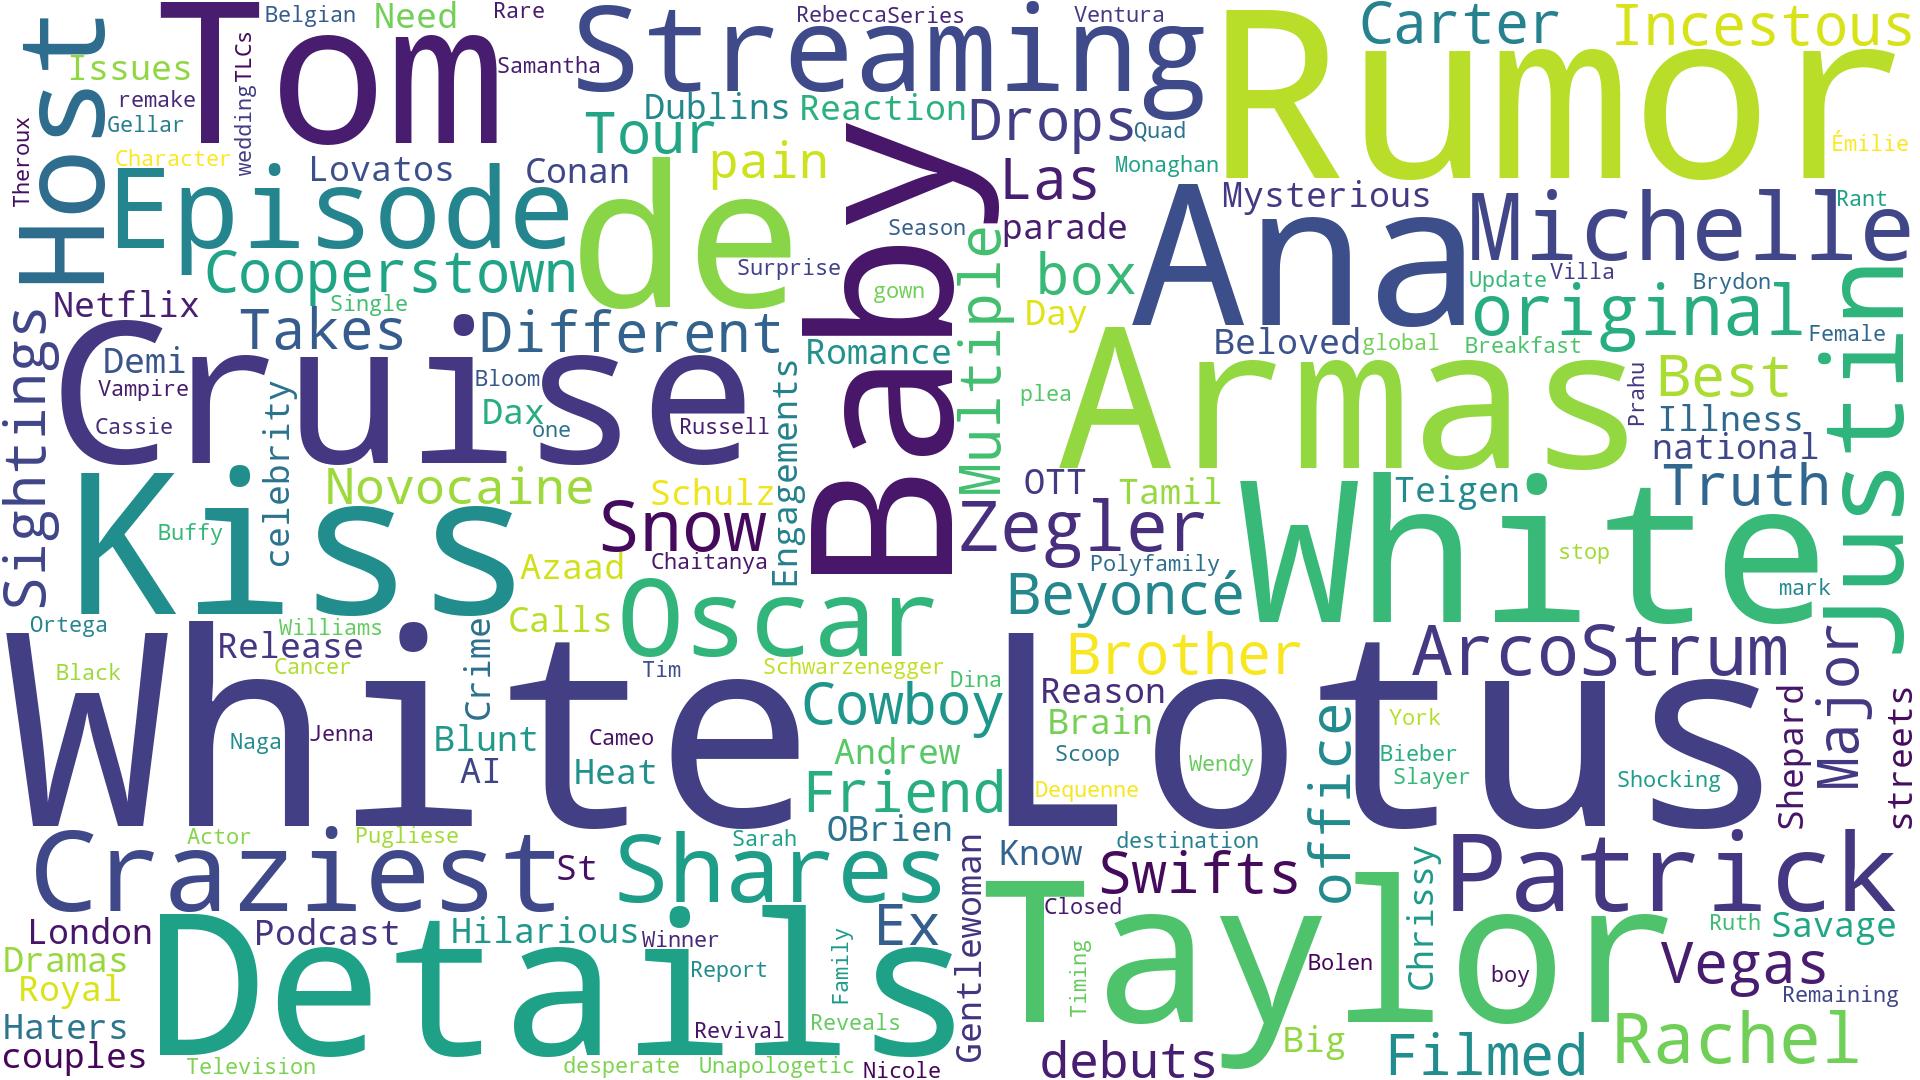 Host
Tom
Belgian
Need
Rare
Streaming
RebeccaSeries
Ventura
Rumor
Carter
Incestous
Issues
weddingTLCs
Samantha
remake
Gellar
Theroux
Character
Dublins
Reaction
Drops
Quad
Tour
pain
Émilie
Episode
Lovatos
Conan
de
Baby
Las
Monaghan
Mysterious
Ana
Michelle
Rant
Season
parade
Multiple
Cooperstown
Surprise
box
Update
Villa
Brydon
Justin
Netflix
Single
gown
Day
original
Sightings
Takes
Different
Romance
Beloved
global
Breakfast
Female
Cruise
Demi
Vampire
Bloom
Engagements
Armas
Best
Cassie
celebrity
Dax
one
Russell
plea
Prahu
Illness
national
Kiss
Novocaine
Schulz
OTT
Tamil
White
Teigen
Truth
Buffy
Snow
Zegler
stop
Azaad
Chaitanya
Polyfamily
Beyoncé
mark
Ortega
Williams
Crime
Calls
Oscar
White
Release
Lotus
Brother
ArcoStrum
Major
Black
Cancer
Tim
Schwarzenegger
Dina
Reason
Shepard
streets
Naga
Jenna
Blunt
Cameo
Cowboy
Brain
office
York
AI
Heat
Andrew
Scoop
Wendy
Bieber
Slayer
Shocking
Friend
Dequenne
Actor
Pugliese
OBrien
Craziest
St
Sarah
Shares
Gentlewoman
Know
destination
Swifts
Chrissy
Patrick
London
Details
Podcast
Hilarious
Winner
Ex
Taylor
Closed
Ruth
Savage
Dramas
Report
Family
Timing
Bolen
boy
Vegas
Royal
Remaining
Haters
Revival
Reveals
couples
Television
desperate
Unapologetic
Nicole
debuts
Big
Filmed
Rachel